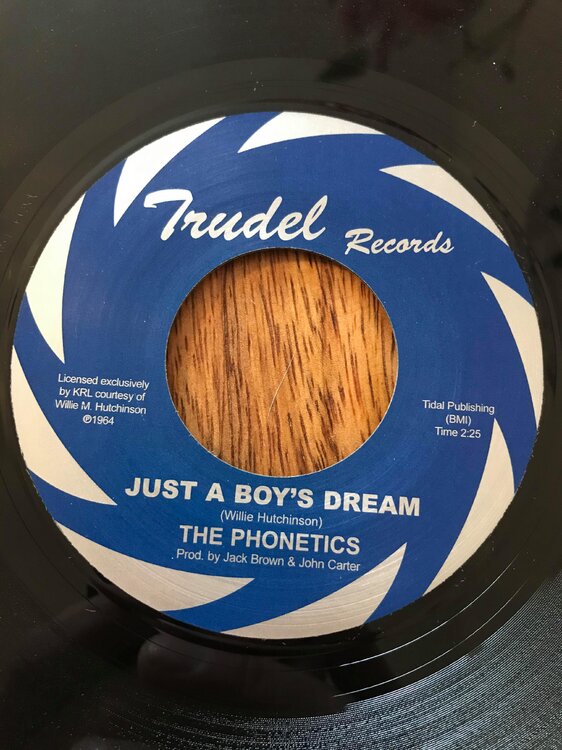 Trudel Records
Licensed exclusively
by KRL courtesy of
Willie M. Hutchinson
℗1964
Tidal Publishing
(BMI)
Time 2:25
JUST A BOY'S DREAM
(Willie Hutchinson)
THE PHONETICS
Prod. by Jack Brown & John Carter